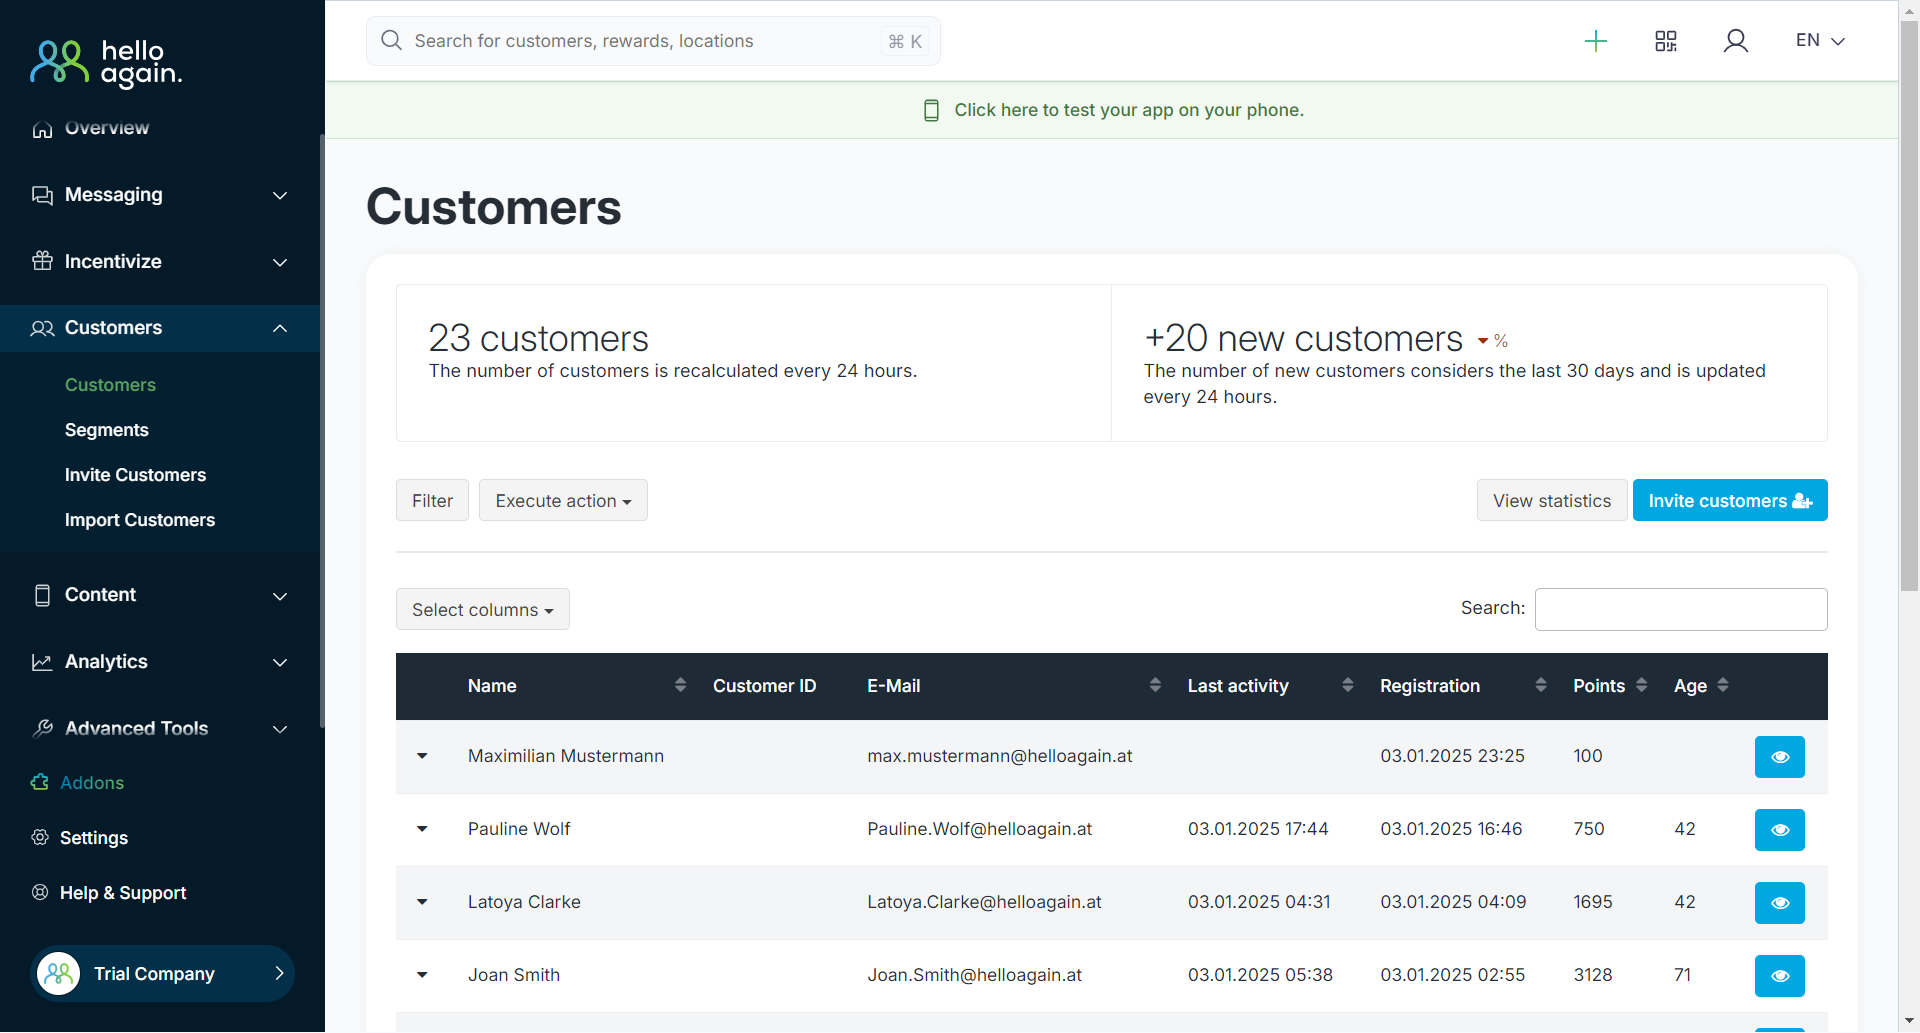 hello
again.
Search for customers, rewards, locations
⌘ K
EN
Click here to test your app on your phone.
Overview
Messaging
Incentivize
Customers
Customers
Segments
Invite Customers
Import Customers
Content
Analytics
Advanced Tools
Addons
Settings
Help & Support
Trial Company
Customers
23 customers
The number of customers is recalculated every 24 hours.
+20 new customers %
The number of new customers considers the last 30 days and is updated
every 24 hours.
Filter
Execute action
View statistics
Invite customers
Select columns
Search:
Name Customer ID E-Mail Last activity Registration Points Age
Maximilian Mustermann max.mustermann@helloagain.at 03.01.2025 23:25 100
Pauline Wolf Pauline.Wolf@helloagain.at 03.01.2025 17:44 03.01.2025 16:46 750 42
Latoya Clarke Latoya.Clarke@helloagain.at 03.01.2025 04:31 03.01.2025 04:09 1695 42
Joan Smith Joan.Smith@helloagain.at 03.01.2025 05:38 03.01.2025 02:55 3128 71